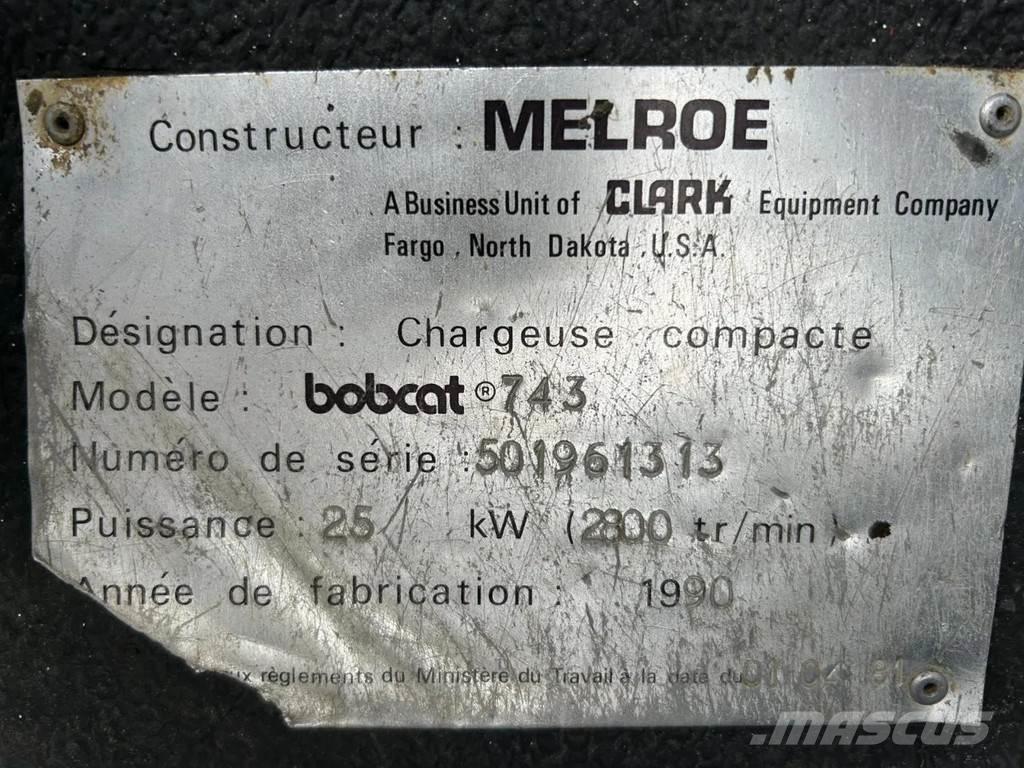 Constructeur : MELROE
A Business Unit of CLARK Equipment Company
Fargo, North Dakota, U.S.A.
Désignation : Chargeuse compacte
Modèle : bobcat® 743
Numéro de série : 501961313
Puissance : 25 kW (2800 tr/min)
Année de fabrication : 1990
règlements du Ministère du Travail à la date du
MASCUS